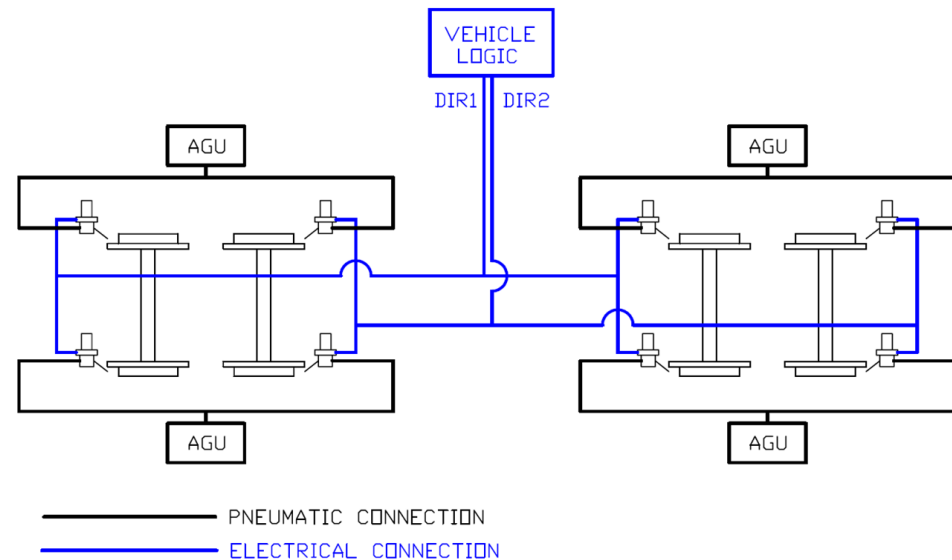 VEHICLE
LOGIC
DIR1 DIR2
AGU
AGU
AGU
AGU
PNEUMATIC CONNECTION
ELECTRICAL CONNECTION